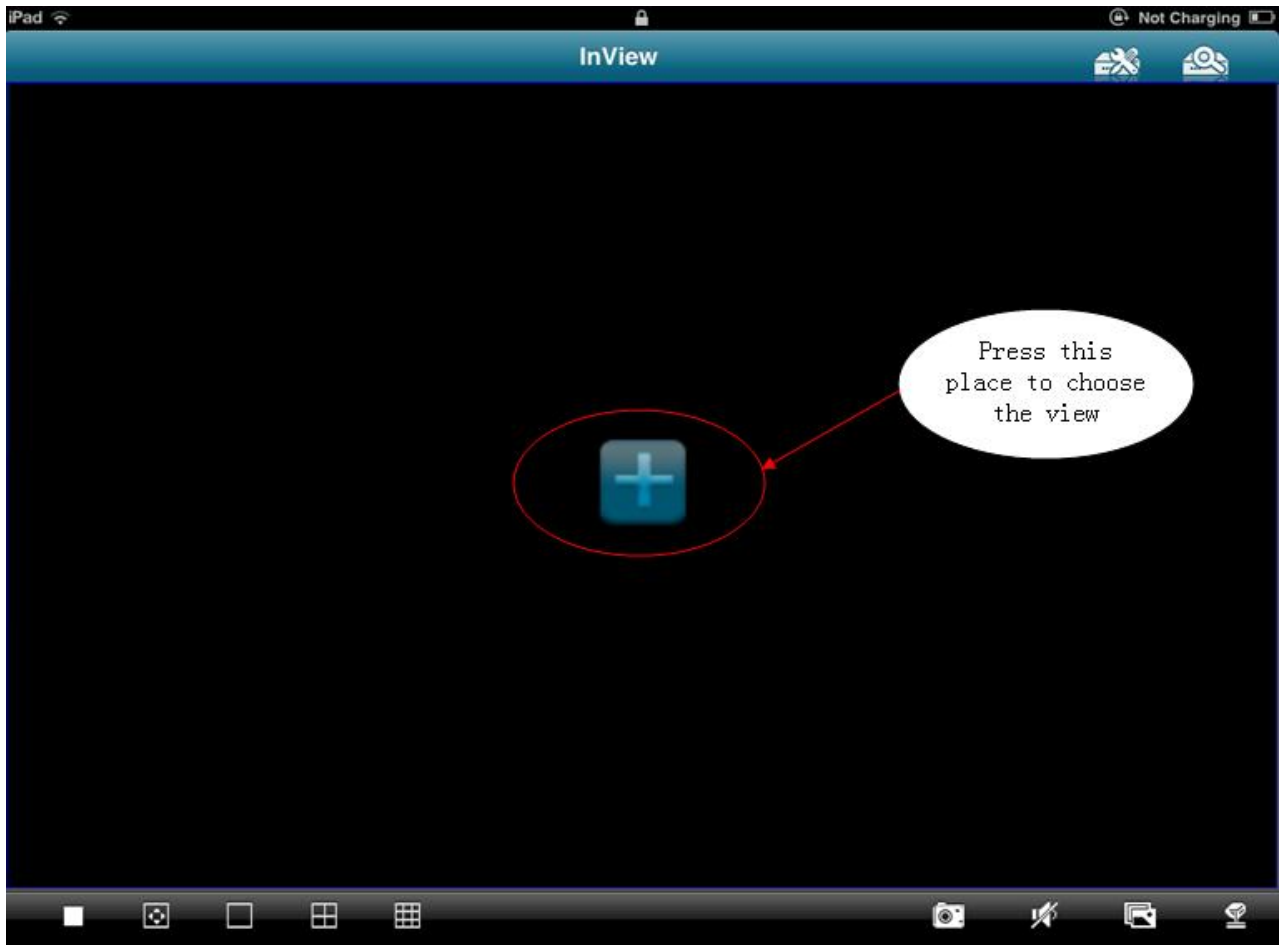 iPad
Not Charging
InView
Press this
place to choose
the view